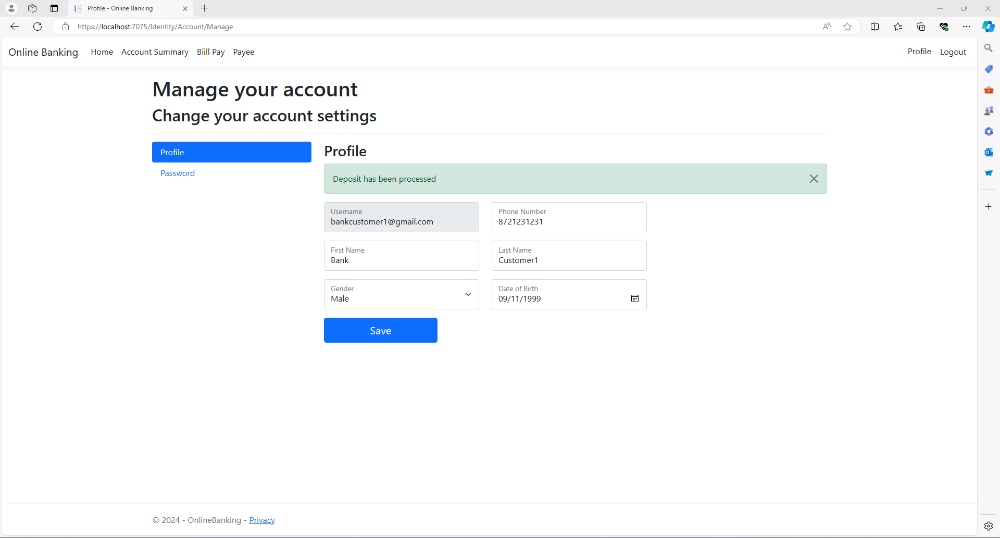 Profile - Online Banking
https://localhost:7075/Identity/Account/Manage
Online Banking Home Account Summary Biill Pay Payee Profile Logout
Manage your account
Change your account settings
Profile
Password
Profile
Deposit has been processed
Username
bankcustomer1@gmail.com
Phone Number
8721231231
First Name
Bank
Last Name
Customer1
Gender
Male
Date of Birth
09/11/1999
Save
© 2024 - OnlineBanking - Privacy